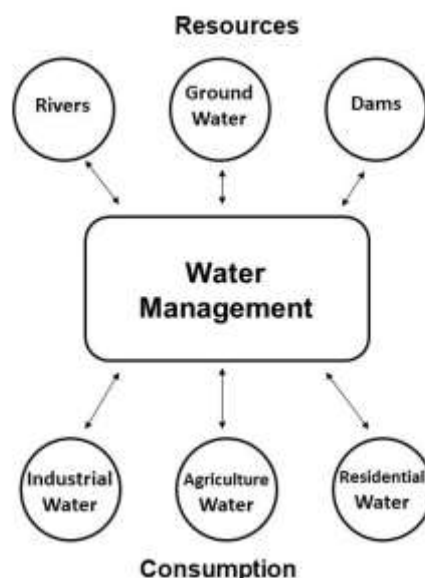 Resources
Rivers
Ground
Water
Dams
Water
Management
Industrial
Water
Agriculture
Water
Residential
Water
Consumption